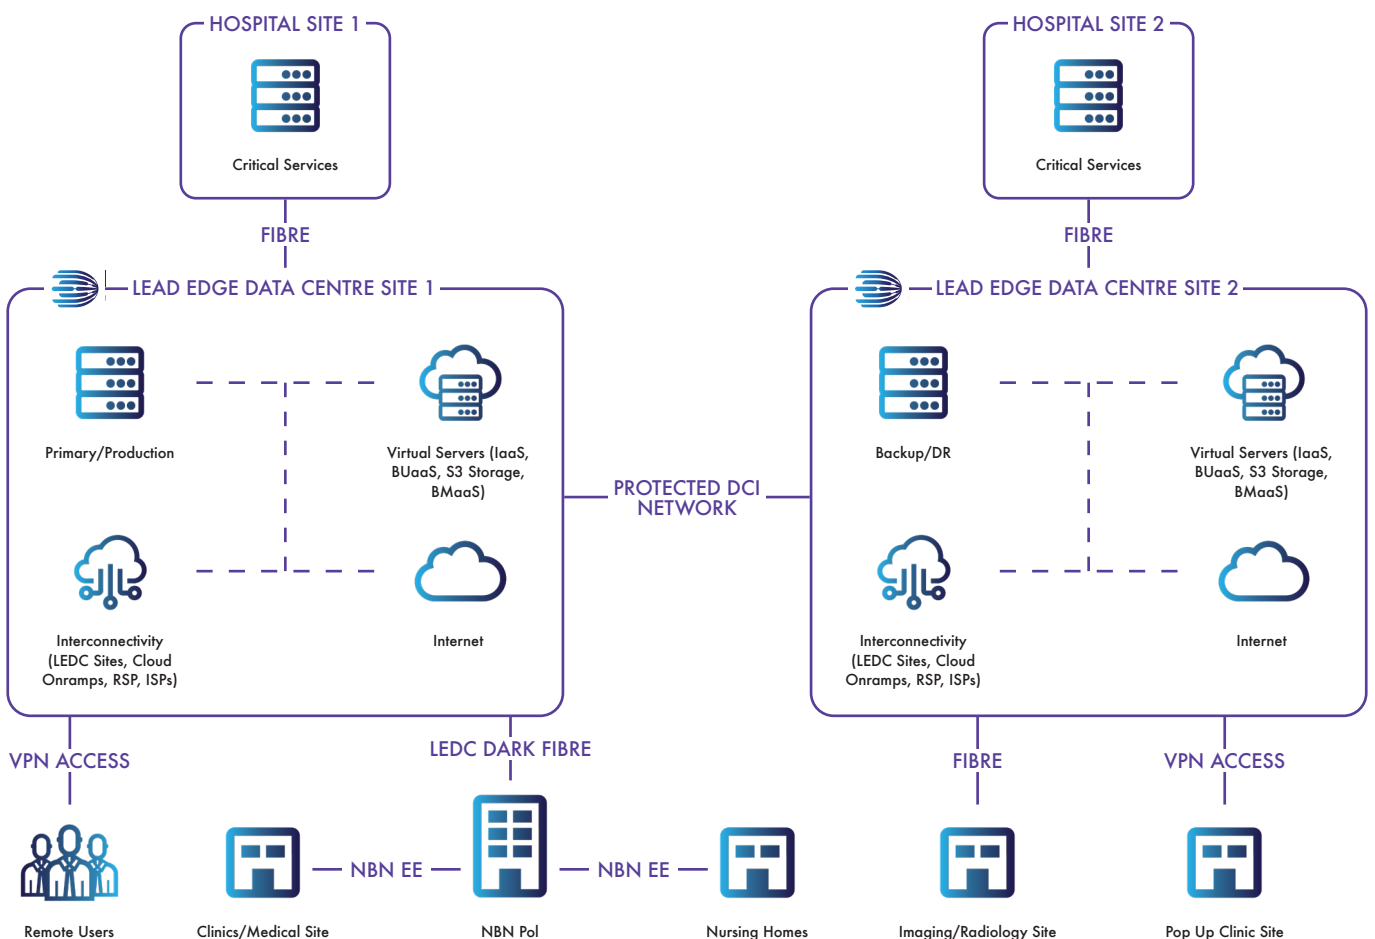 HOSPITAL SITE 1
HOSPITAL SITE 2
Critical Services
Critical Services
FIBRE
FIBRE
LEAD EDGE DATA CENTRE SITE 1
LEAD EDGE DATA CENTRE SITE 2
Primary/Production
Virtual Servers (IaaS,
BUaaS, S3 Storage,
BMaaS)
Interconnectivity
(LEDC Sites, Cloud
Onramps, RSP, ISPs)
Internet
PROTECTED DCI
NETWORK
Backup/DR
Virtual Servers (IaaS,
BUaaS, S3 Storage,
BMaaS)
Interconnectivity
(LEDC Sites, Cloud
Onramps, RSP, ISPs)
Internet
VPN ACCESS
LEDC DARK FIBRE
FIBRE
VPN ACCESS
NBN EE
NBN EE
Remote Users
Clinics/Medical Site
NBN PoI
Nursing Homes
Imaging/Radiology Site
Pop Up Clinic Site